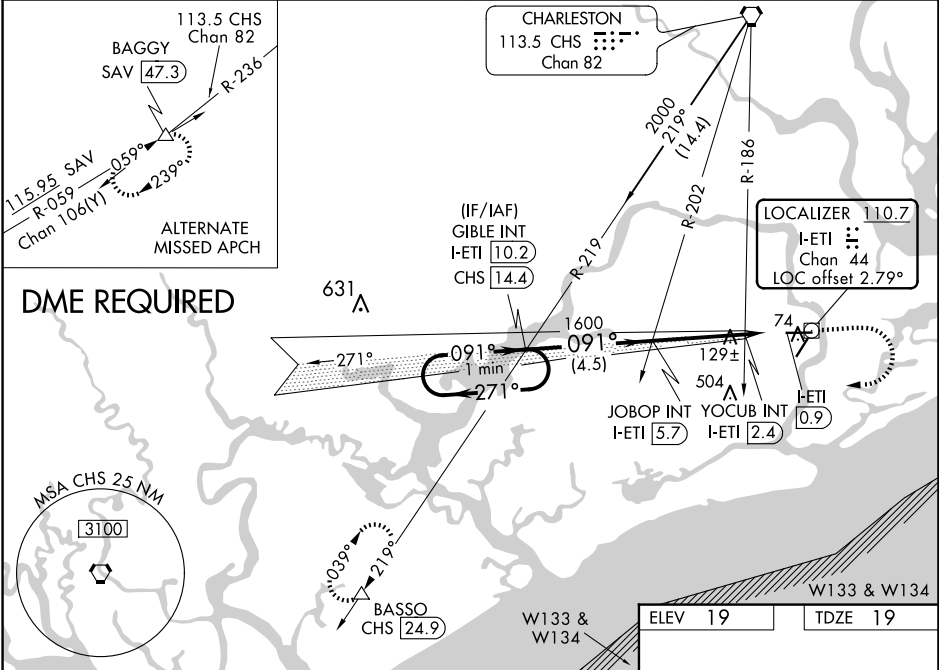 113.5 CHS
Chan 82
BAGGY
SAV 47.3
R-236
115.95 SAV
R-059
Chan 106(Y)
059°
239°
ALTERNATE
MISSED APCH
CHARLESTON
113.5 CHS
Chan 82
2000
219°
(14.4)
R-219
R-202
R-186
LOCALIZER 110.7
I-ETI
Chan 44
LOC offset 2.79°
(IF/IAF)
GIBLE INT
I-ETI 10.2
CHS 14.4
DME REQUIRED
631
271°
091°
1 min
271°
1600
091°
(4.5)
129±
74
504
JOBOP INT
I-ETI 5.7
YOCUB INT
I-ETI 2.4
I-ETI
0.9
MSA CHS 25 NM
3100
039°
219°
BASSO
CHS 24.9
W133 &
W134
W133 & W134
ELEV 19
TDZE 19